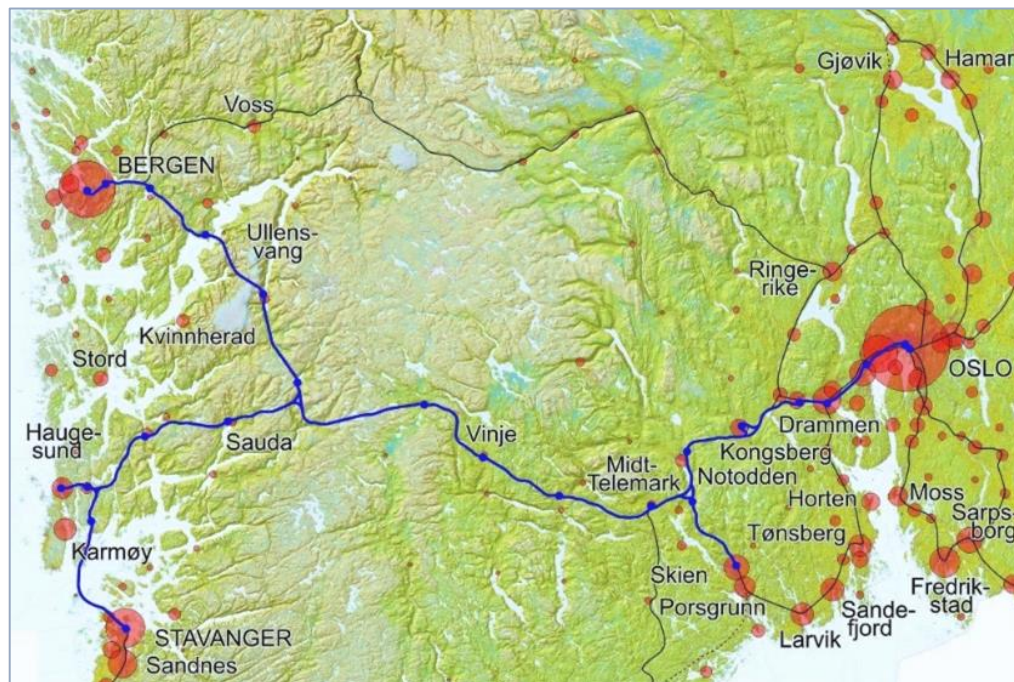 Gjøvik
Hamar
Voss
BERGEN
Ullens-
vang
Ringe-
rike
Kvinnherad
Stord
OSLO
Hauge-
sund
Sauda
Vinje
Drammen
Kongsberg
Midt-
Telemark
Notodden
Horten
Moss
Sarps-
borg
Tønsberg
Karmøy
Skien
Porsgrunn
Fredrik-
stad
Sande-
fjord
Larvik
STAVANGER
Sandnes